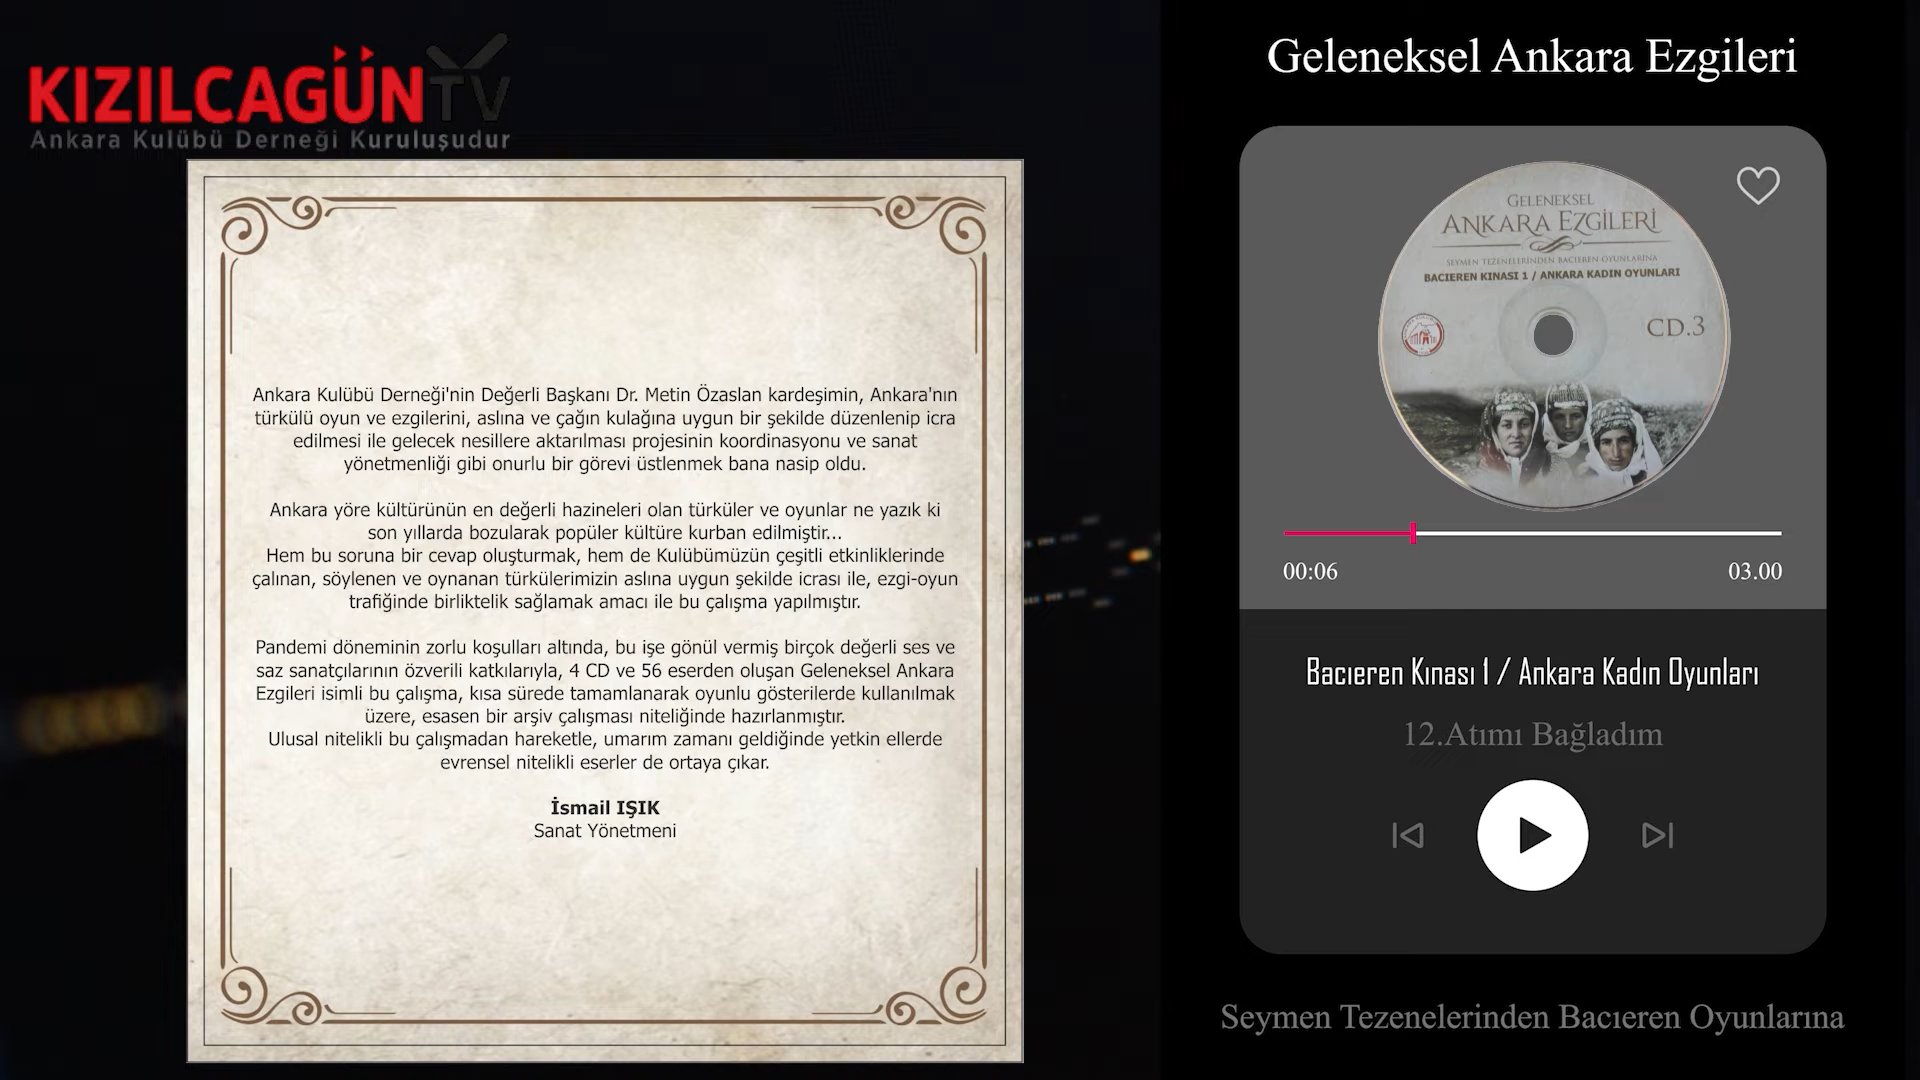 KIZILCAGÜN TV
Ankara Kulübü Derneği Kuruluşudur
Ankara Kulübü Derneği'nin Değerli Başkanı Dr. Metin Özaslan kardeşimin, Ankara'nın
türkülü oyun ve ezgilerini, aslına ve çağın kulağına uygun bir şekilde düzenlenip icra
edilmesi ile gelecek nesillere aktarılması projesinin koordinasyonu ve sanat
yönetmenliği gibi onurlu bir görevi üstlenmek bana nasip oldu.
Ankara yöre kültürünün en değerli hazineleri olan türküler ve oyunlar ne yazık ki
son yıllarda bozularak popüler kültüre kurban edilmiştir...
Hem bu soruna bir cevap oluşturmak, hem de Kulübümüzün çeşitli etkinliklerinde
çalınan, söylenen ve oynanan türkülerimizin aslına uygun şekilde icrası ile, ezgi-oyun
trafiğinde birliktelik sağlamak amacı ile bu çalışma yapılmıştır.
Pandemi döneminin zorlu koşulları altında, bu işe gönül vermiş birçok değerli ses ve
saz sanatçılarının özverili katkılarıyla, 4 CD ve 56 eserden oluşan Geleneksel Ankara
Ezgileri isimli bu çalışma, kısa sürede tamamlanarak oyunlu gösterilerde kullanılmak
üzere, esasen bir arşiv çalışması niteliğinde hazırlanmıştır.
Ulusal nitelikli bu çalışmadan hareketle, umarım zamanı geldiğinde yetkin ellerde
evrensel nitelikli eserler de ortaya çıkar.
İsmail IŞIK
Sanat Yönetmeni
Geleneksel Ankara Ezgileri
GELENEKSEL
ANKARA EZGİLERİ
SEYMEN TEZENELERİNDEN BACIEREN OYUNLARINA
BACIEREN KINASI 1 / ANKARA KADIN OYUNLARI
CD.3
00:06
03.00
Bacıeren Kınası 1 / Ankara Kadın Oyunları
12.Atımı Bağladım
Seymen Tezenelerinden Bacıeren Oyunlarına